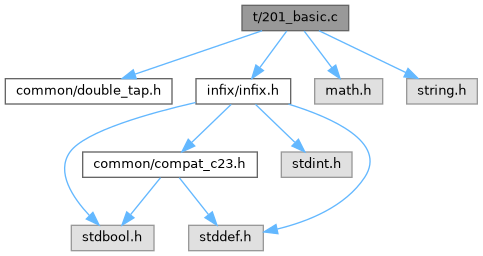 t/201_basic.c
common/double_tap.h
infix/infix.h
math.h
string.h
common/compat_c23.h
stdint.h
stdbool.h
stddef.h